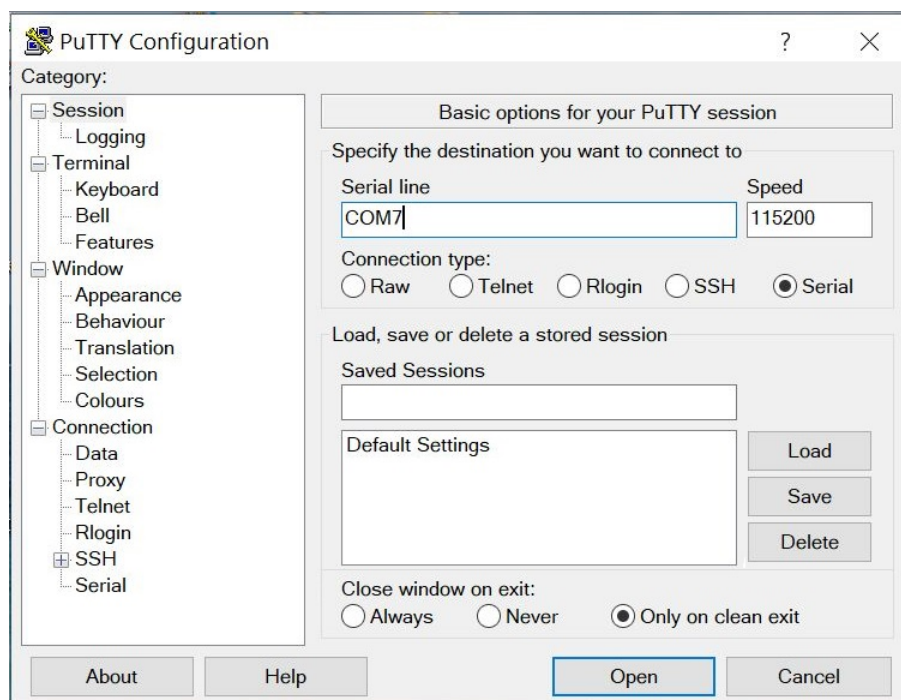 PuTTY Configuration
?
Category:
Session
Logging
Terminal
Keyboard
Bell
Features
Window
Appearance
Behaviour
Translation
Selection
Colours
Connection
Data
Proxy
Telnet
Rlogin
SSH
Serial
Basic options for your PuTTY session
Specify the destination you want to connect to
Serial line Speed
COM7 115200
Connection type:
Raw Telnet Rlogin SSH Serial
Load, save or delete a stored session
Saved Sessions
Default Settings
Load
Save
Delete
Close window on exit:
Always Never Only on clean exit
About Help Open Cancel